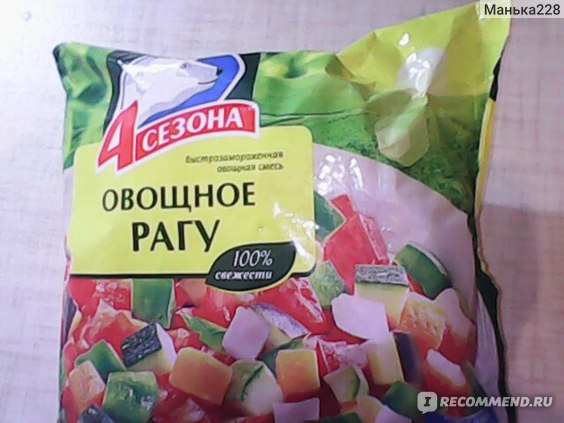 Манька228
4 СЕЗОНА
быстрозамороженная
овощная смесь
ОВОЩНОЕ
РАГУ
100%
свежести
IRECOMMEND.RU